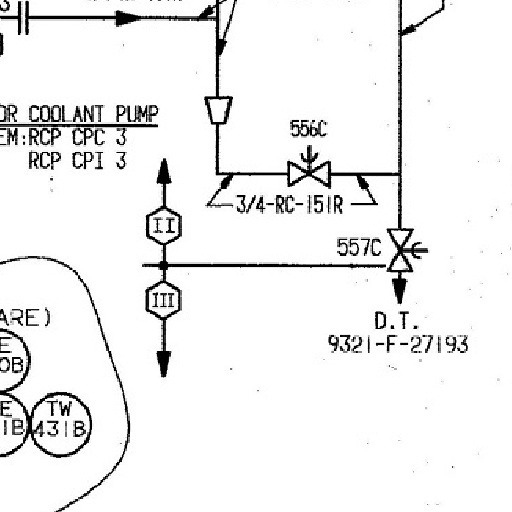 3
OR COOLANT PUMP
EM:RCP CPC 3
RCP CPI 3
556C
3/4-RC-151R
II
557C
III
D.T.
9321-F-27193
ARE)
E
0B
E
1B
TW
431B